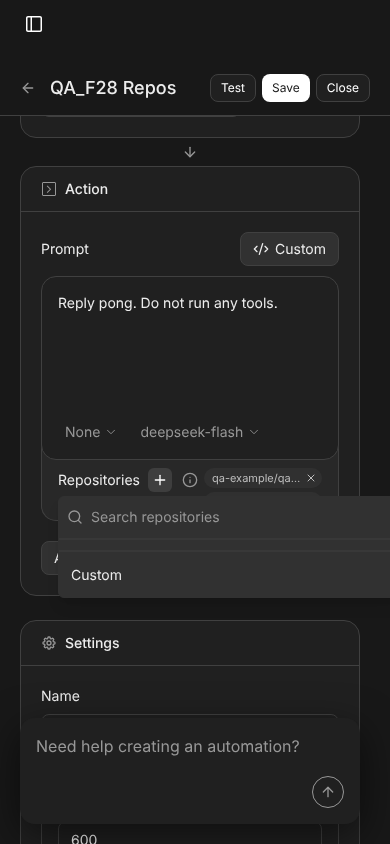 QA_F28 Repos
Test
Save
Close
Action
Prompt
Custom
Reply pong. Do not run any tools.
None
deepseek-flash
Repositories
qa-example/qa...
Search repositories
Custom
Settings
Name
Need help creating an automation?
600